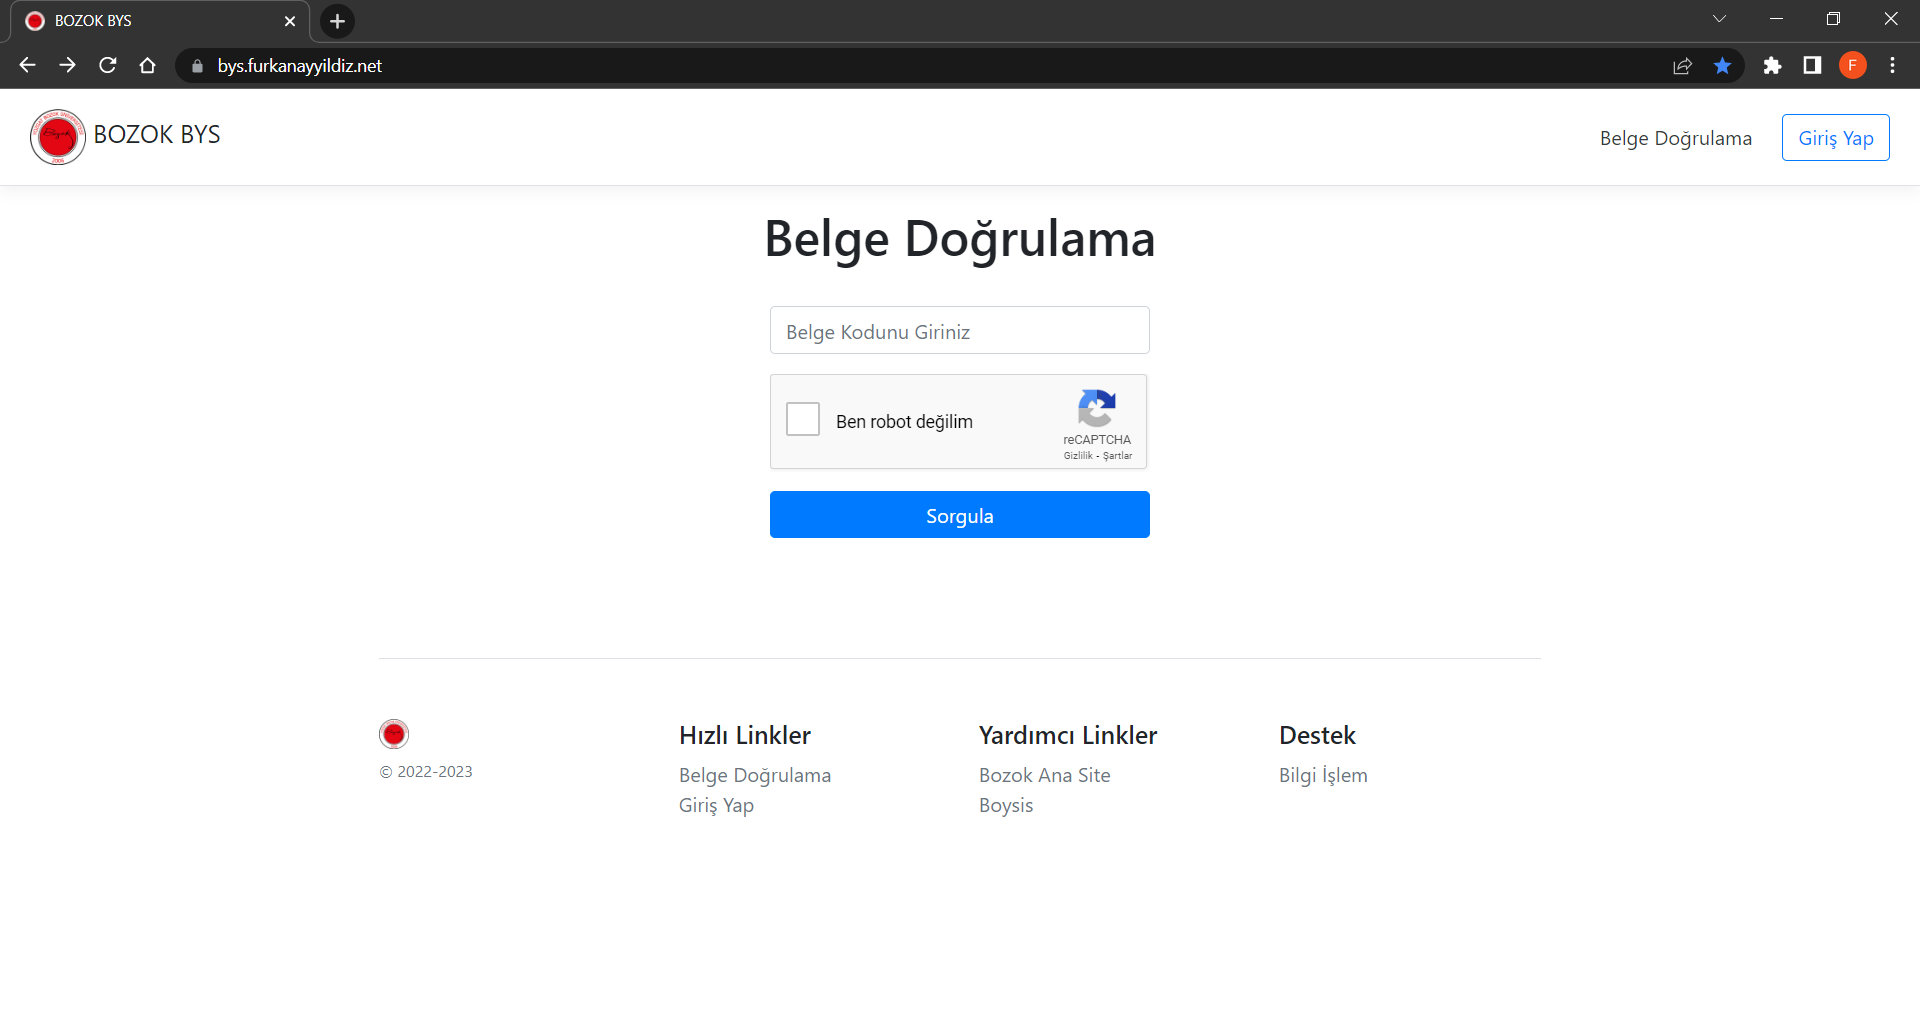 BOZOK BYS
bys.furkanayyildiz.net
F
BOZOK BYS
Belge Doğrulama
Giriş Yap
Belge Doğrulama
Belge Kodunu Giriniz
Ben robot değilim
reCAPTCHA
Gizlilik - Şartlar
Sorgula
© 2022-2023
Hızlı Linkler
Belge Doğrulama
Giriş Yap
Yardımcı Linkler
Bozok Ana Site
Boysis
Destek
Bilgi İşlem